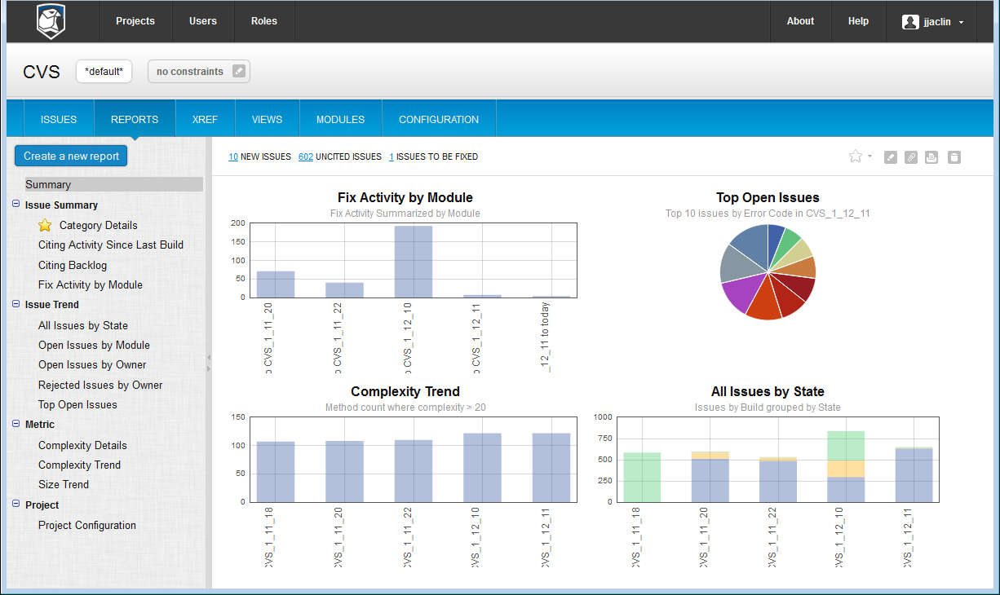 Projects Users Roles About Help jjaclin
CVS *default* no constraints
ISSUES REPORTS XREF VIEWS MODULES CONFIGURATION
Create a new report
Summary
Issue Summary
Category Details
Citing Activity Since Last Build
Citing Backlog
Fix Activity by Module
Issue Trend
All Issues by State
Open Issues by Module
Open Issues by Owner
Rejected Issues by Owner
Top Open Issues
Metric
Complexity Details
Complexity Trend
Size Trend
Project
Project Configuration
10 NEW ISSUES 602 UNCITED ISSUES 1 ISSUES TO BE FIXED
Fix Activity by Module
Fix Activity Summarized by Module
200
150
100
50
0
o CVS_1_11_20
o CVS_1_11_22
o CVS_1_12_10
o CVS_1_12_11
_12_11 to today
Top Open Issues
Top 10 issues by Error Code in CVS_1_12_11
Complexity Trend
Method count where complexity > 20
150
100
50
0
CVS_1_11_18
CVS_1_11_20
CVS_1_11_22
CVS_1_12_10
CVS_1_12_11
All Issues by State
Issues by Build grouped by State
1000
750
500
250
0
CVS_1_11_18
CVS_1_11_20
CVS_1_11_22
CVS_1_12_10
CVS_1_12_11